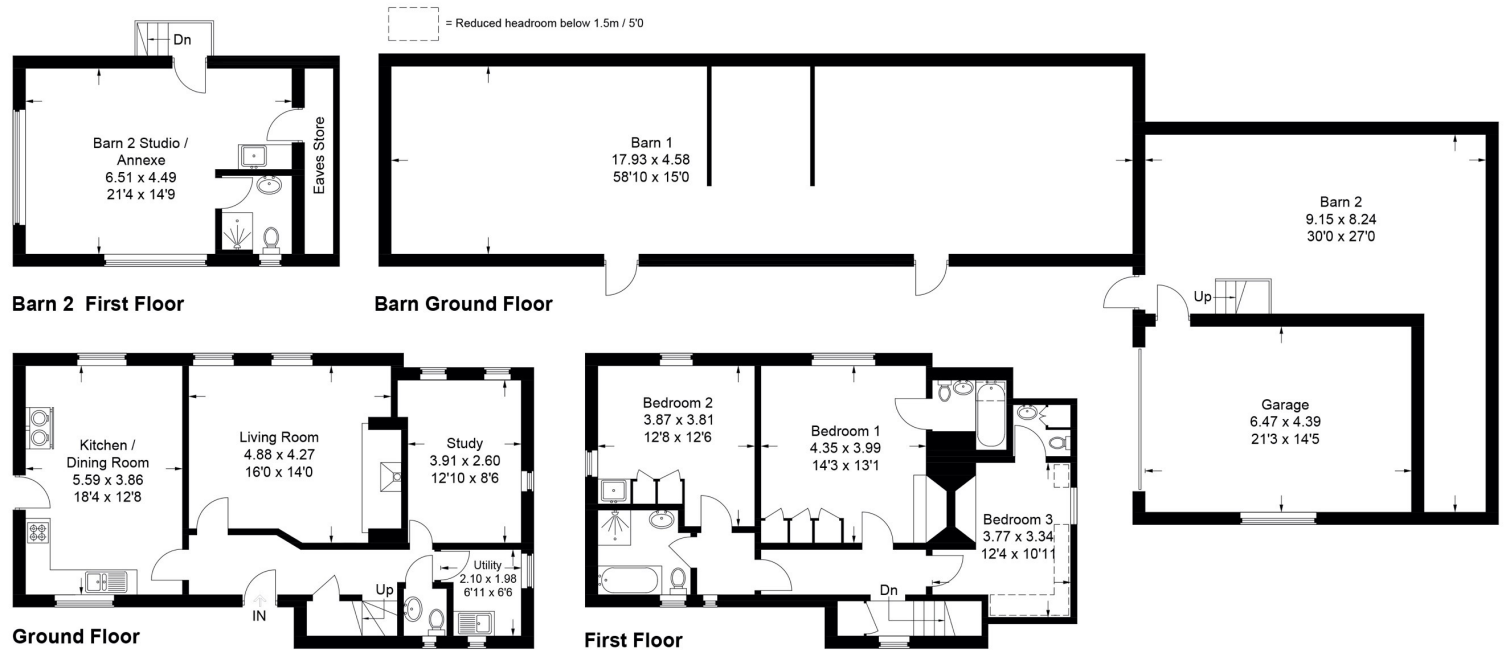 = Reduced headroom below 1.5m / 5'0
Dn
Barn 2 Studio /
Annexe
6.51 x 4.49
21'4 x 14'9
Eaves Store
Barn 2 First Floor
Barn 1
17.93 x 4.58
58'10 x 15'0
Barn Ground Floor
Barn 2
9.15 x 8.24
30'0 x 27'0
Up
Garage
6.47 x 4.39
21'3 x 14'5
Kitchen /
Dining Room
5.59 x 3.86
18'4 x 12'8
Living Room
4.88 x 4.27
16'0 x 14'0
Study
3.91 x 2.60
12'10 x 8'6
Utility
2.10 x 1.98
6'11 x 6'6
Up
IN
Ground Floor
Bedroom 2
3.87 x 3.81
12'8 x 12'6
Bedroom 1
4.35 x 3.99
14'3 x 13'1
Bedroom 3
3.77 x 3.34
12'4 x 10'11
Dn
First Floor